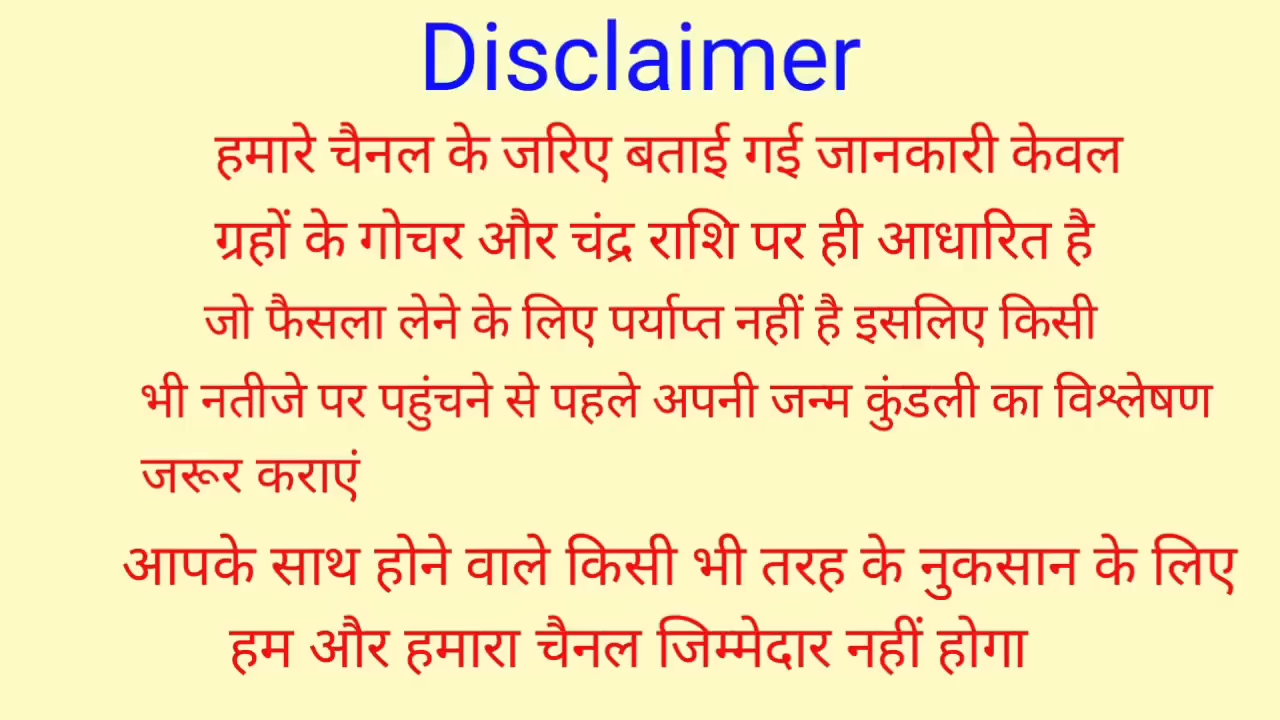 Disclaimer
हमारे चैनल के जरिए बताई गई जानकारी केवल
ग्रहों के गोचर और चंद्र राशि पर ही आधारित है
जो फैसला लेने के लिए पर्याप्त नहीं है इसलिए किसी
भी नतीजे पर पहुंचने से पहले अपनी जन्म कुंडली का विश्लेषण
जरूर कराएं
आपके साथ होने वाले किसी भी तरह के नुकसान के लिए
हम और हमारा चैनल जिम्मेदार नहीं होगा